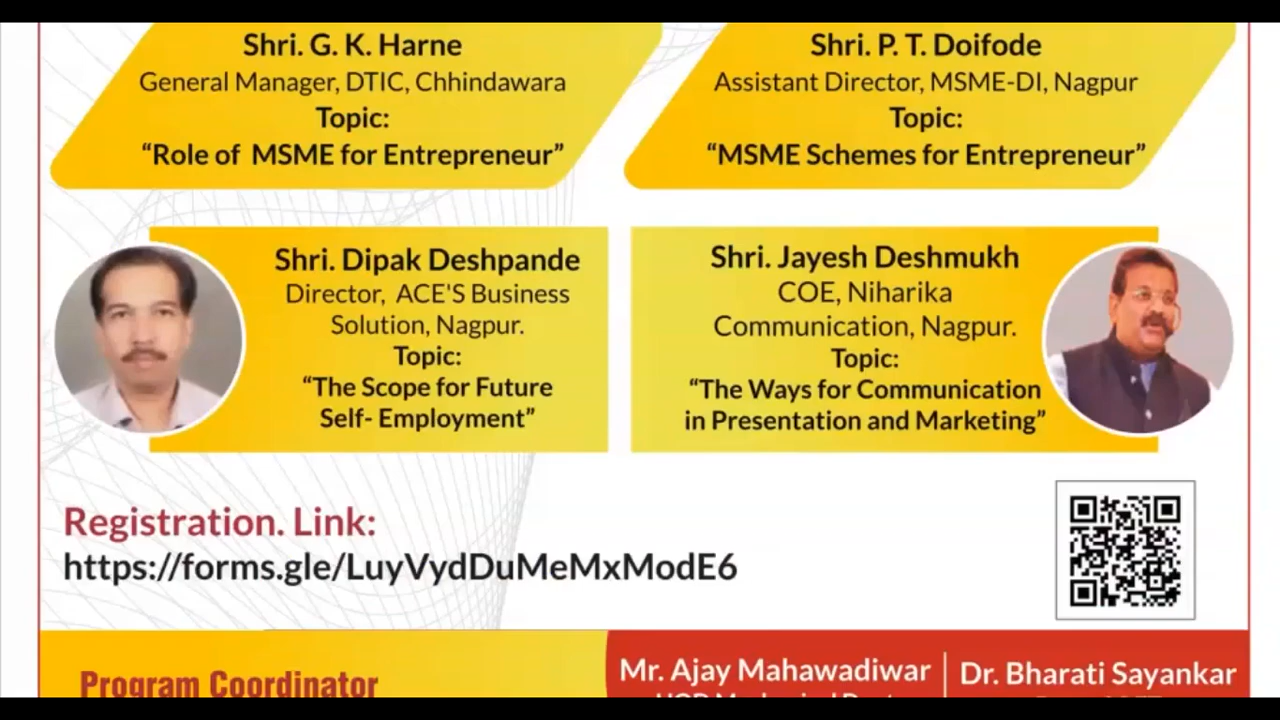 Shri. G. K. Harne
General Manager, DTIC, Chhindawara
Topic:
“Role of MSME for Entrepreneur”
Shri. P. T. Doifode
Assistant Director, MSME-DI, Nagpur
Topic:
“MSME Schemes for Entrepreneur”
Shri. Dipak Deshpande
Director, ACE'S Business
Solution, Nagpur.
Topic:
“The Scope for Future
Self- Employment”
Shri. Jayesh Deshmukh
COE, Niharika
Communication, Nagpur.
Topic:
“The Ways for Communication
in Presentation and Marketing”
Registration. Link:
https://forms.gle/LuyVydDuMeMxModE6
Program Coordinator
Mr. Ajay Mahawadiwar
Dr. Bharati Sayankar